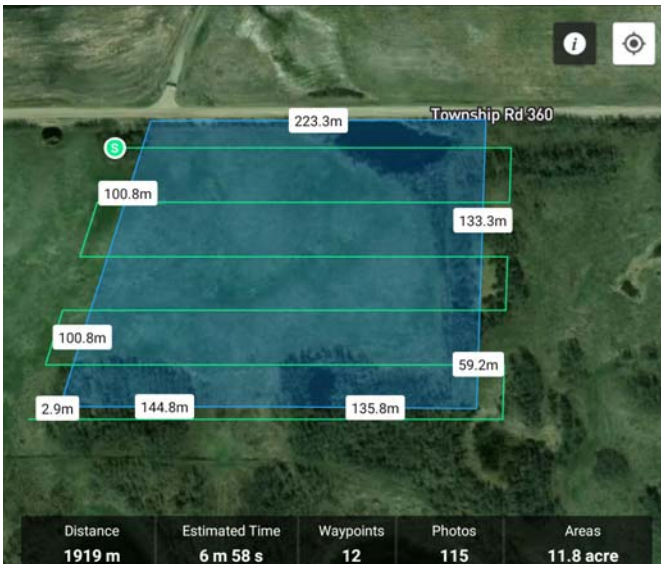 i
223.3m
Township Rd 360
S
100.8m
133.3m
100.8m
59.2m
2.9m
144.8m
135.8m
Distance
Estimated Time
Waypoints
Photos
Areas
1919 m
6 m 58 s
12
115
11.8 acre